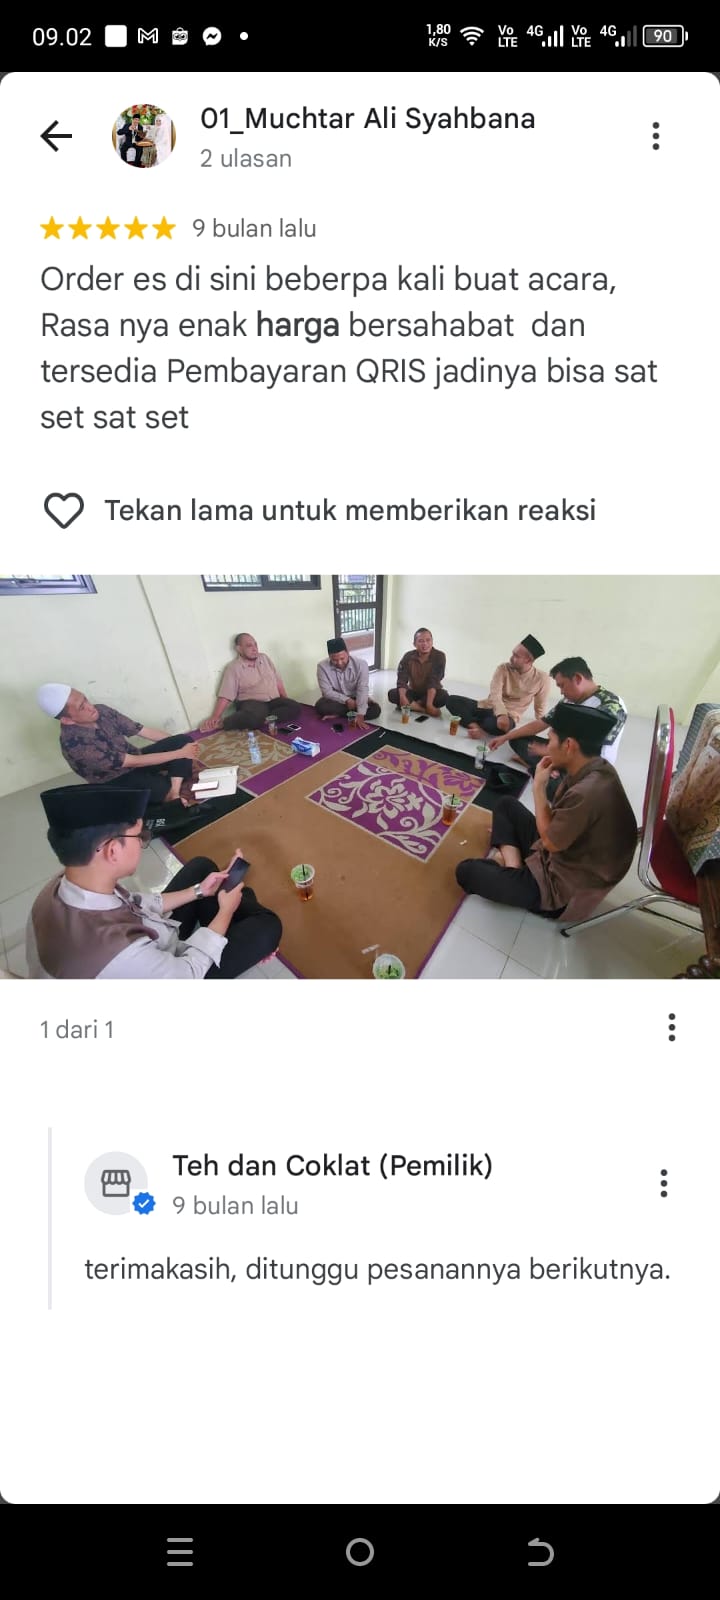 09.02
1,80
K/S
Vo
LTE
4G
Vo
LTE
4G
90
01_Muchtar Ali Syahbana
2 ulasan
9 bulan lalu
Order es di sini beberpa kali buat acara,
Rasa nya enak harga bersahabat dan
tersedia Pembayaran QRIS jadinya bisa sat
set sat set
Tekan lama untuk memberikan reaksi
1 dari 1
Teh dan Coklat (Pemilik)
9 bulan lalu
terimakasih, ditunggu pesanannya berikutnya.